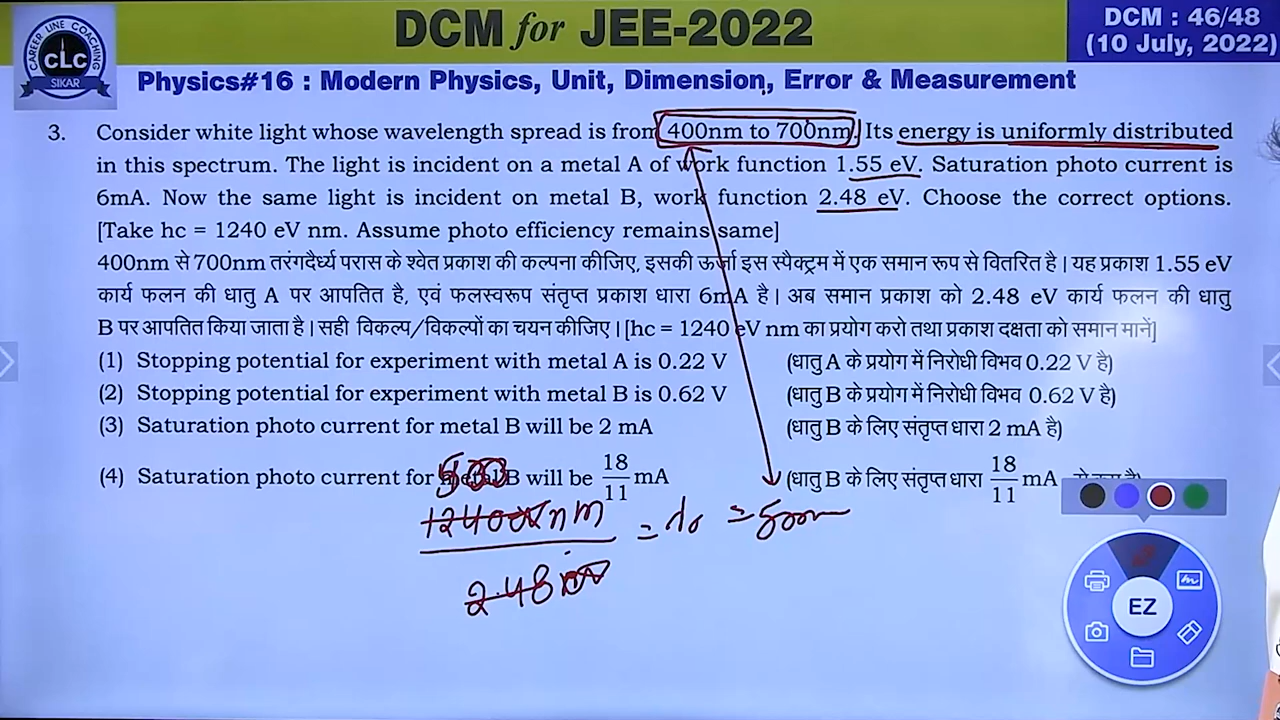 CAREER LINE COACHING
CLC
SIKAR
DCM for JEE-2022
DCM : 46/48
(10 July, 2022)
Physics#16 : Modern Physics, Unit, Dimension, Error & Measurement
3. Consider white light whose wavelength spread is from 400nm to 700nm. Its energy is uniformly distributed
in this spectrum. The light is incident on a metal A of work function 1.55 eV. Saturation photo current is
6mA. Now the same light is incident on metal B, work function 2.48 eV. Choose the correct options.
[Take hc = 1240 eV nm. Assume photo efficiency remains same]
400nm से 700nm तरंगदैर्ध्य परास के श्वेत प्रकाश की कल्पना कीजिए, इसकी ऊर्जा इस स्पैक्ट्रम में एक समान रूप से वितरित है। यह प्रकाश 1.55 eV
कार्य फलन की धातु A पर आपतित है, एवं फलस्वरूप संतृप्त प्रकाश धारा 6mA है। अब समान प्रकाश को 2.48 eV कार्य फलन की धातु
B पर आपतित किया जाता है। सही विकल्प/विकल्पों का चयन कीजिए। [hc = 1240 eV nm का प्रयोग करो तथा प्रकाश दक्षता को समान मानें]
(1) Stopping potential for experiment with metal A is 0.22 V (धातु A के प्रयोग में निरोधी विभव 0.22 V है)
(2) Stopping potential for experiment with metal B is 0.62 V (धातु B के प्रयोग में निरोधी विभव 0.62 V है)
(3) Saturation photo current for metal B will be 2 mA (धातु B के लिए संतृप्त धारा 2 mA है)
(4) Saturation photo current for metal B will be 18/11 mA (धातु B के लिए संतृप्त धारा 18/11 mA
500
1240 eV nm = λ₀ = 500nm
2.48 eV
EZ